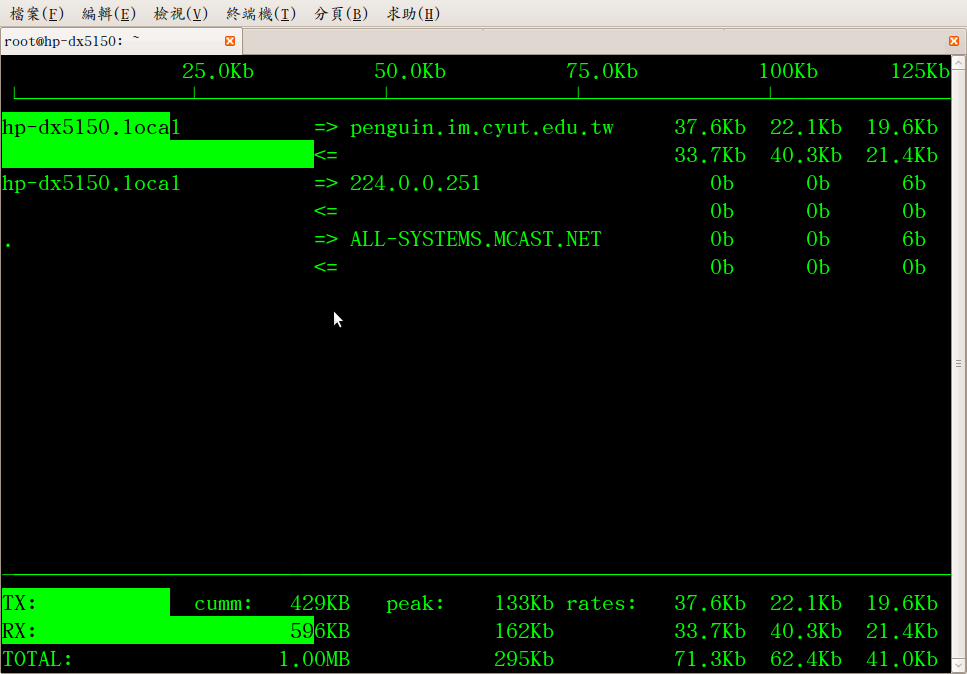 檔案(F) 編輯(E) 檢視(V) 終端機(T) 分頁(B) 求助(H)
root@hp-dx5150: ~
25.0Kb 50.0Kb 75.0Kb 100Kb 125Kb
hp-dx5150.local => penguin.im.cyut.edu.tw 37.6Kb 22.1Kb 19.6Kb
<= 33.7Kb 40.3Kb 21.4Kb
hp-dx5150.local => 224.0.0.251 0b 0b 6b
<= 0b 0b 0b
. => ALL-SYSTEMS.MCAST.NET 0b 0b 6b
<= 0b 0b 0b
TX: cumm: 429KB peak: 133Kb rates: 37.6Kb 22.1Kb 19.6Kb
RX: 596KB 162Kb 33.7Kb 40.3Kb 21.4Kb
TOTAL: 1.00MB 295Kb 71.3Kb 62.4Kb 41.0Kb